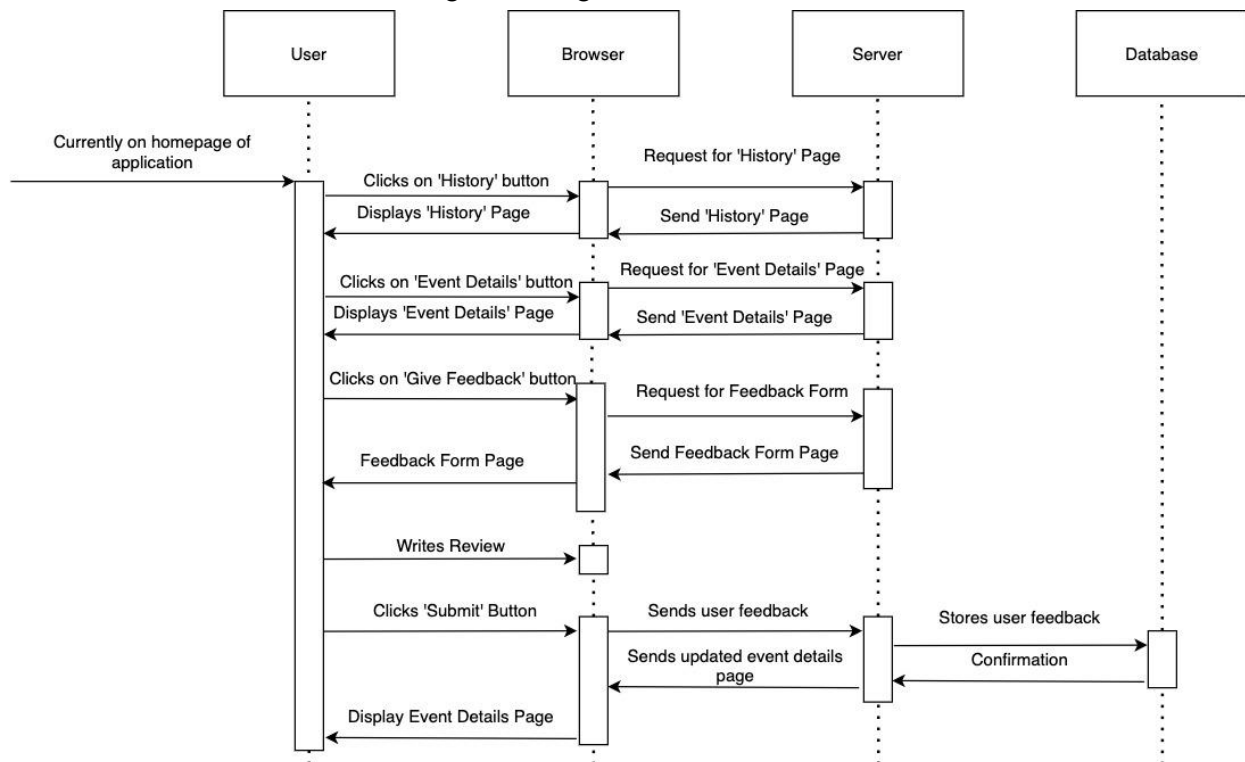 User
Browser
Server
Database
Currently on homepage of
application
Request for 'History' Page
Clicks on 'History' button
Displays 'History' Page
Send 'History' Page
Request for 'Event Details' Page
Clicks on 'Event Details' button
Displays 'Event Details' Page
Send 'Event Details' Page
Clicks on 'Give Feedback' button
Request for Feedback Form
Send Feedback Form Page
Feedback Form Page
Writes Review
Clicks 'Submit' Button
Sends user feedback
Stores user feedback
Sends updated event details
page
Confirmation
Display Event Details Page